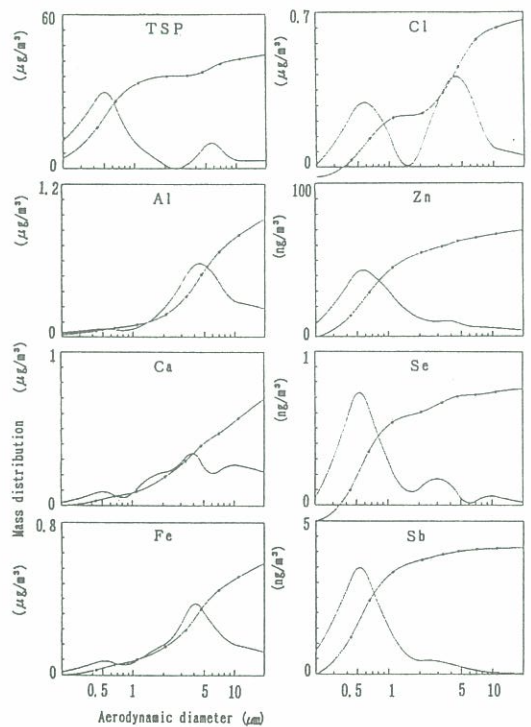 60
TSP
(μg/m³)
0
0.7
Cl
(μg/m³)
0
1.2
Al
(μg/m³)
0
100
Zn
(ng/m³)
0
1
Ca
(μg/m³)
0
1
Se
(ng/m³)
0
Mass distribution
0.8
Fe
(μg/m³)
0
5
Sb
(ng/m³)
0
0.5 1 5 10
0.5 1 5 10
Aerodynamic diameter (μm)